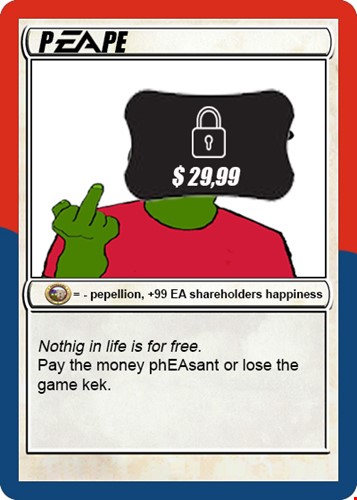 PEAPE
$ 29,99
= - pepellion, +99 EA shareholders happiness
Nothig in life is for free.
Pay the money phEAsant or lose the
game kek.